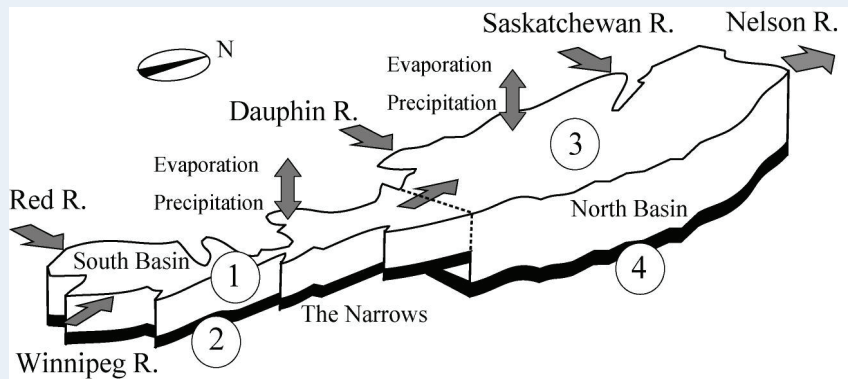 Saskatchewan R.
Nelson R.
N
Evaporation
Precipitation
Dauphin R.
3
Evaporation
Precipitation
Red R.
North Basin
South Basin
1
4
The Narrows
2
Winnipeg R.